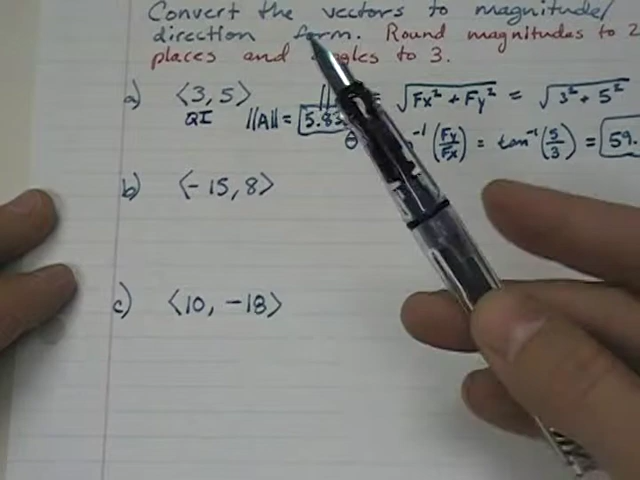 Convert the vectors to magnitude/
direction form. Round magnitudes to 2
places and angles to 3.
a) ⟨3, 5⟩ || = √Fx² + Fy² = √3² + 5²
QI ||A|| = 5.83
θ ⁻¹(Fy/Fx) = tan⁻¹(5/3) = 59.
b) ⟨-15, 8⟩
c) ⟨10, -18⟩